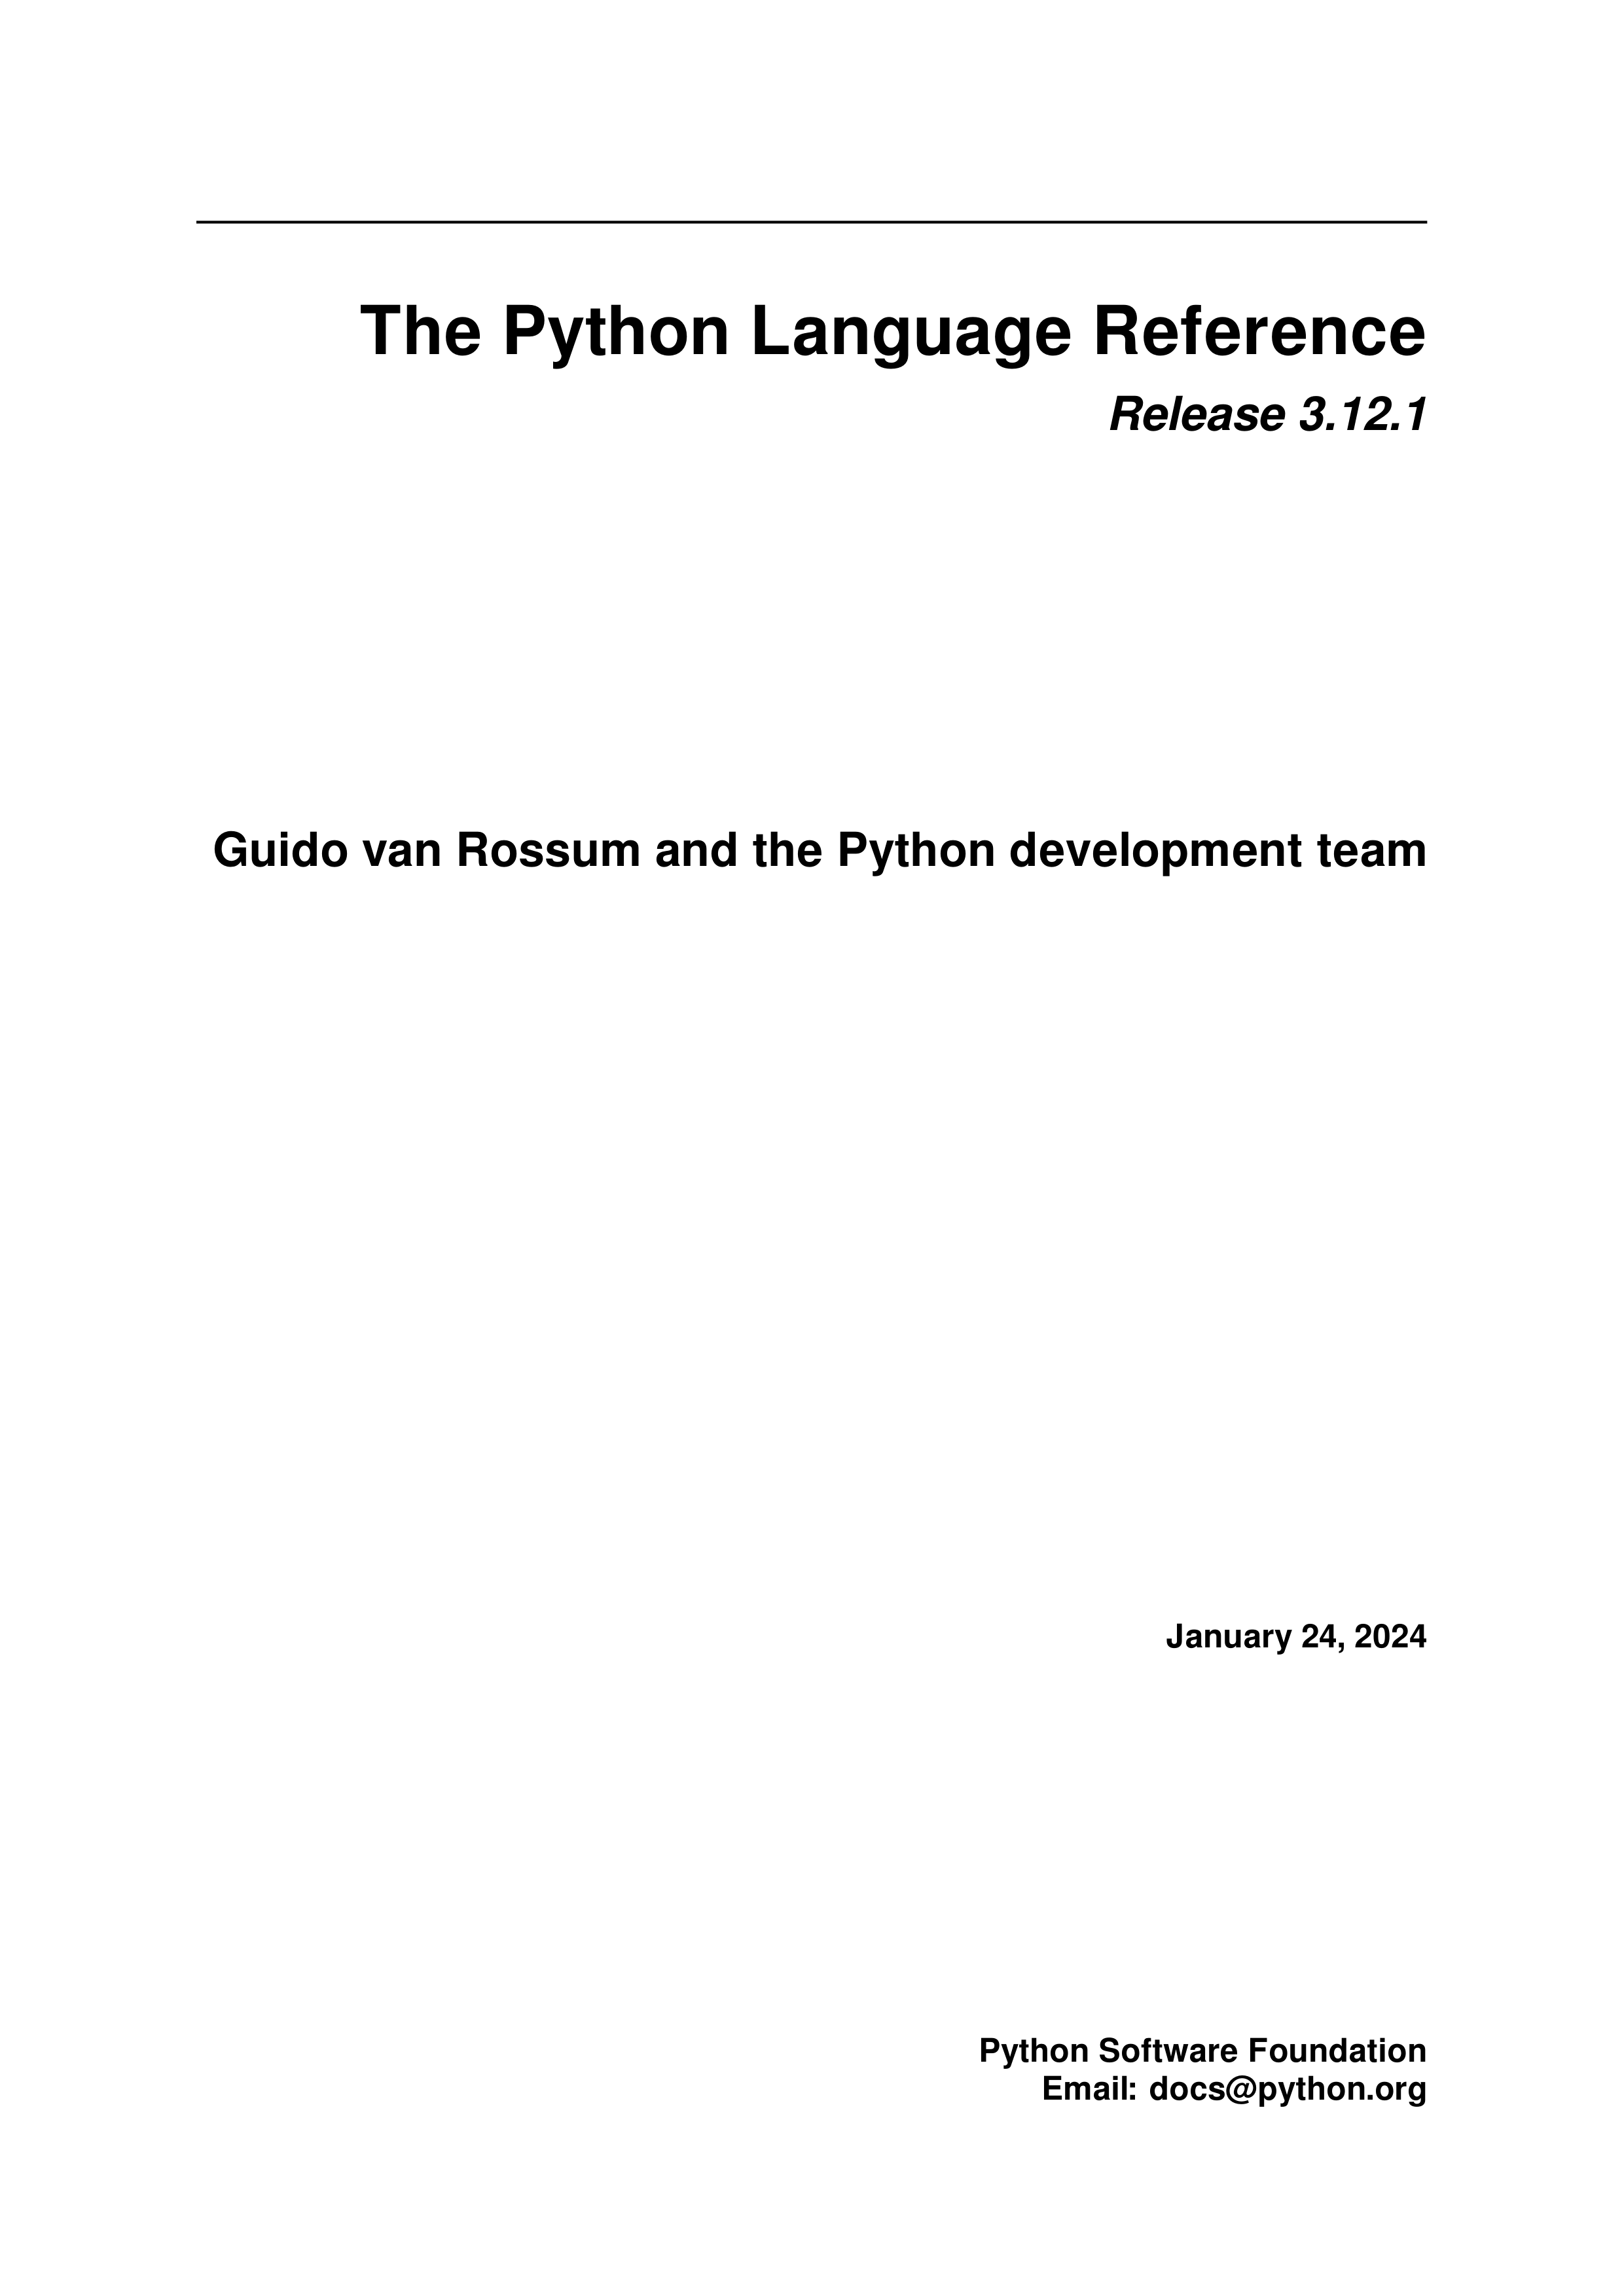 The Python Language Reference
Release 3.12.1
Guido van Rossum and the Python development team
January 24, 2024
Python Software Foundation
Email: docs@python.org